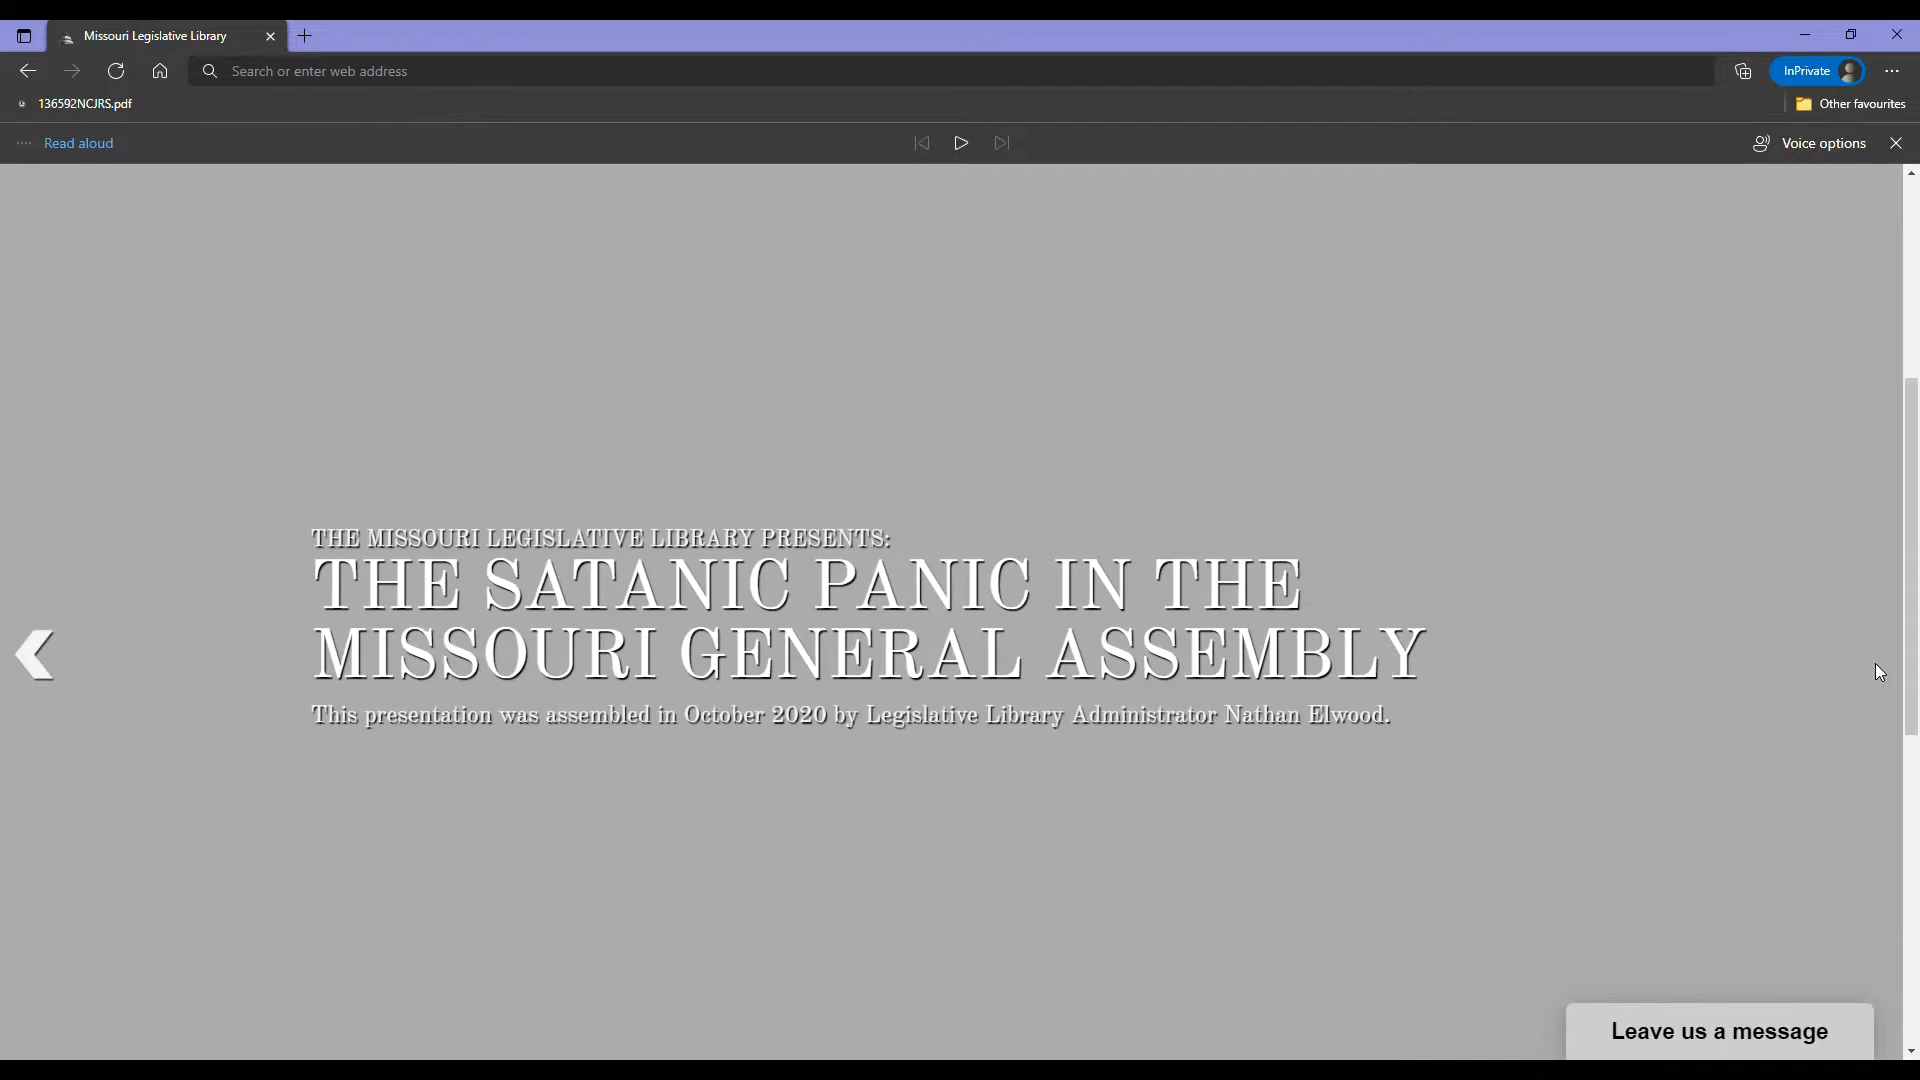 Missouri Legislative Library
Search or enter web address
InPrivate
136592NCJRS.pdf
Other favourites
Read aloud
Voice options
THE MISSOURI LEGISLATIVE LIBRARY PRESENTS:
THE SATANIC PANIC IN THE
MISSOURI GENERAL ASSEMBLY
This presentation was assembled in October 2020 by Legislative Library Administrator Nathan Elwood.
Leave us a message